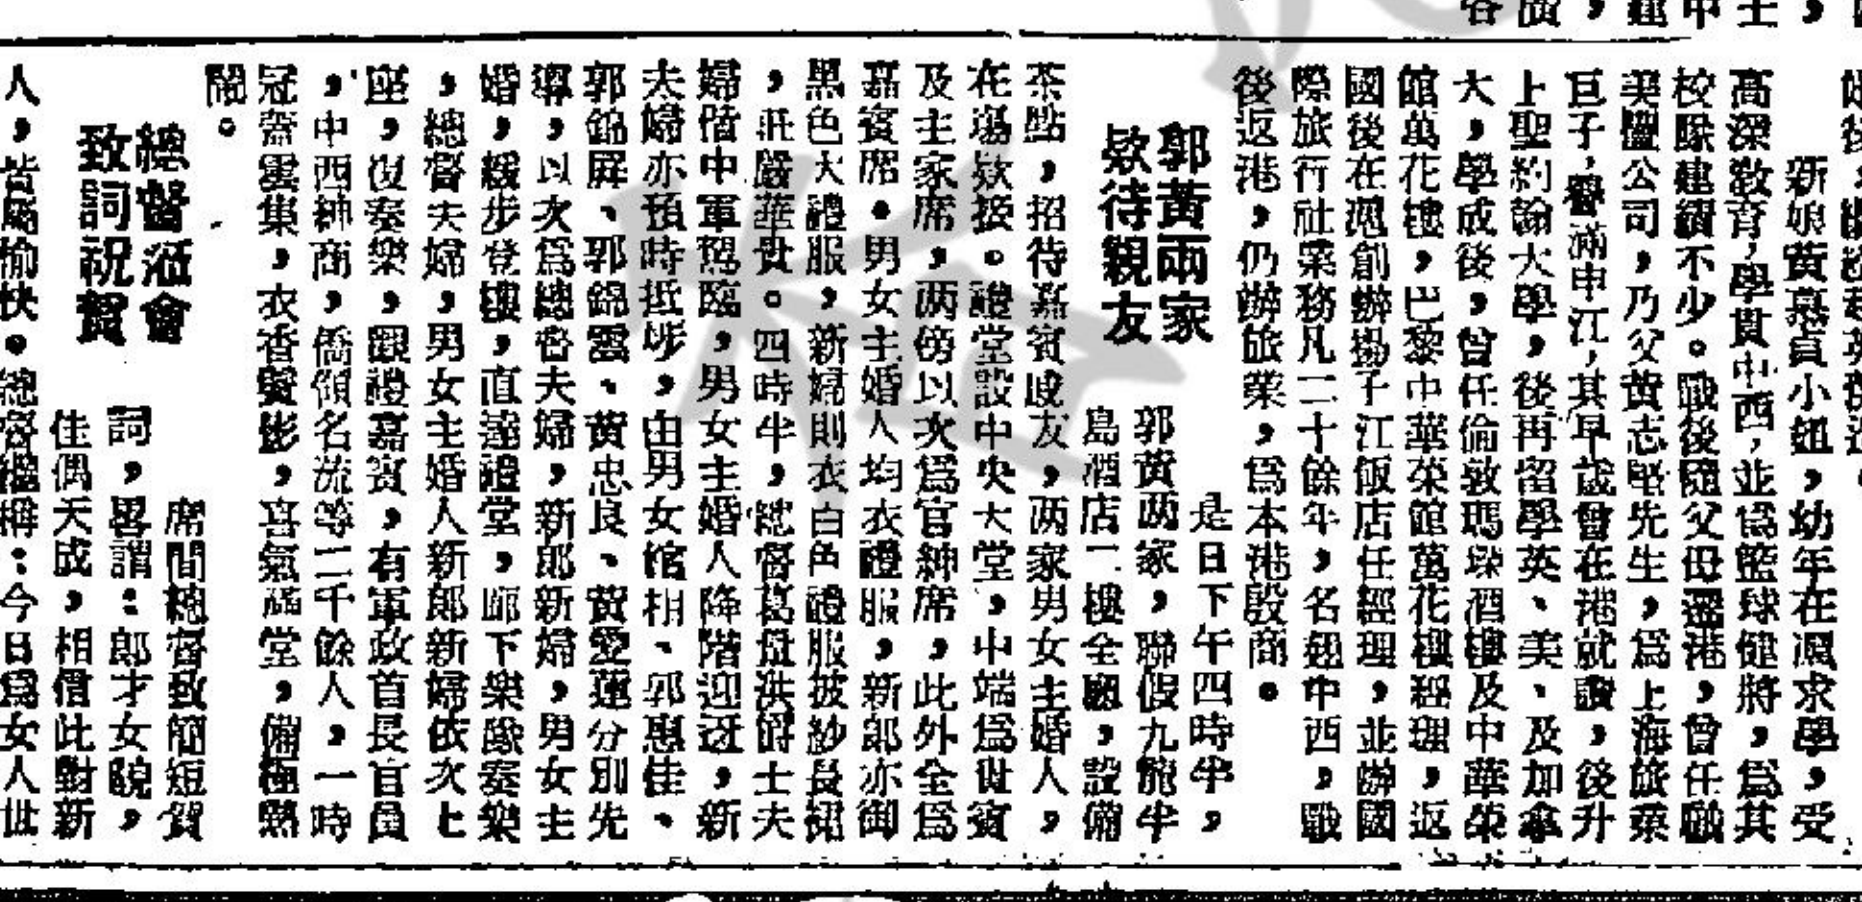 新娘黃慕貞小姐，幼年在滬求學，受
高深教育，學貫中西，並爲籃球健將，爲其
校隊建績不少。戰後隨父母遷港，曾任職
美鹽公司，乃父黃志堅先生，爲上海旅業
巨子，譽滿申江，其早歲曾在港就讀，後升
上聖約翰大學，後再留學英、美、及加拿
大，學成後，曾任倫敦瑪琭酒樓及中華榮
館萬花樓，巴黎中華榮館萬花樓經理，返
國後在滬創辦揚子江飯店任經理，並辦國
際旅行社業務凡二十餘年，名翹中西，戰
後返港，仍辦旅業，爲本港殷商。
郭黃兩家
欵待親友
是日下午四時半，
郭黃两家，聯假九龍半
島酒店二樓全廳，設備
茶點，招待嘉賓戚友，两家男女主婚人，
在塲欵接。禮堂設中央大堂，中端爲世賓
及主家席，两傍以次爲官紳席，此外全爲
嘉賓席。男女主婚人均衣禮服，新郎亦御
黑色大禮服，新婦則衣白色禮服披紗長裙
，莊嚴華貴。四時半，總督葛量洪爵士夫
婦偕中軍駕臨，男女主婚人降階迎迓，新
夫婦亦預時抵埗，由男女儐相、郭惠佳、
郭錦屏、郭錦雲、黃忠良、黃愛蓮分別先
導，以次爲總督夫婦，新郎新婦，男女主
婚，緩步登樓，直達禮堂，廊下樂隊奏樂
，總督夫婦，男女主婚人新郎新婦依次上
座，復奏樂，觀禮嘉賓，有軍政首長官員
，中西紳商，僑領名流等二千餘人，一時
冠蓋雲集，衣香鬢影，喜氣滿堂，備極熱
鬧。
總督涖會
致詞祝賀
席間總督致簡短賀
詞，畧謂：郎才女貌，
佳偶天成，相信此對新
人，皆屬愉快。總督繼稱：今日爲女人世